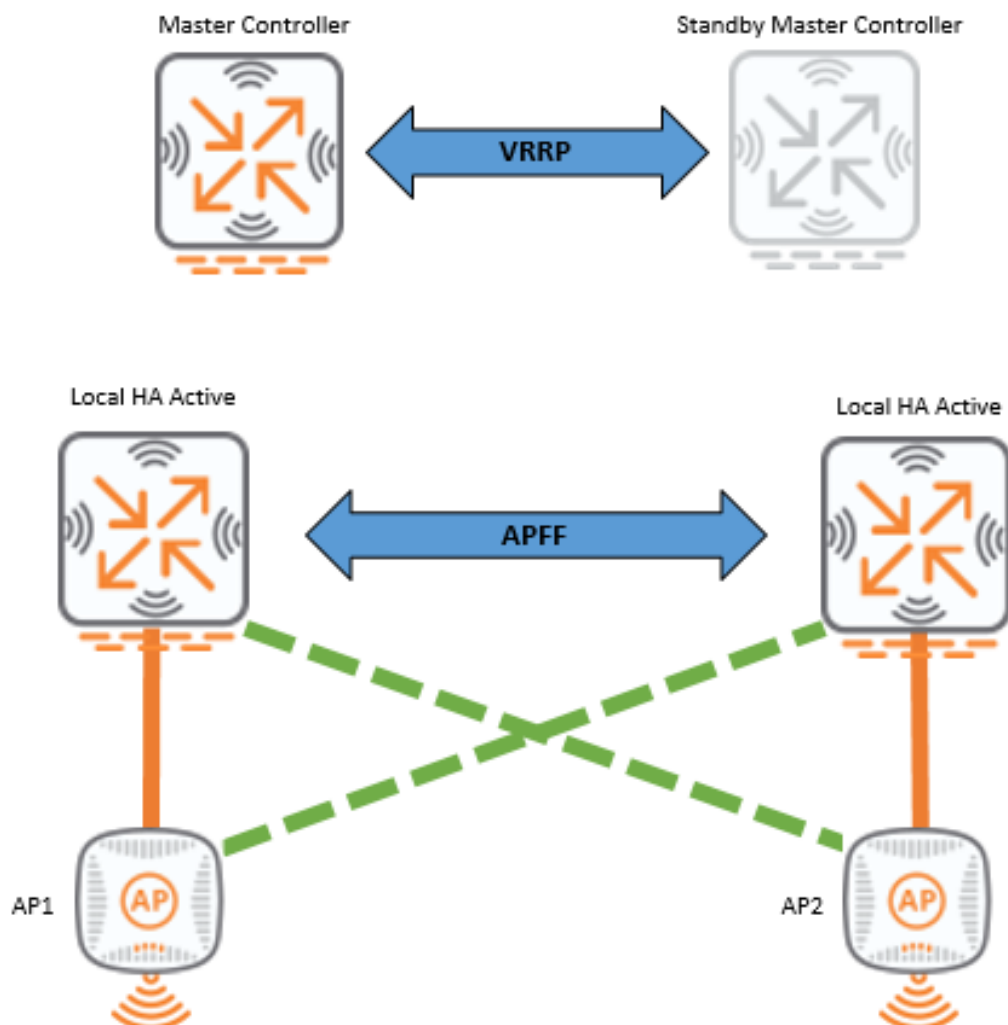 Master Controller
Standby Master Controller
VRRP
Local HA Active
Local HA Active
APFF
AP1
AP
AP2
AP